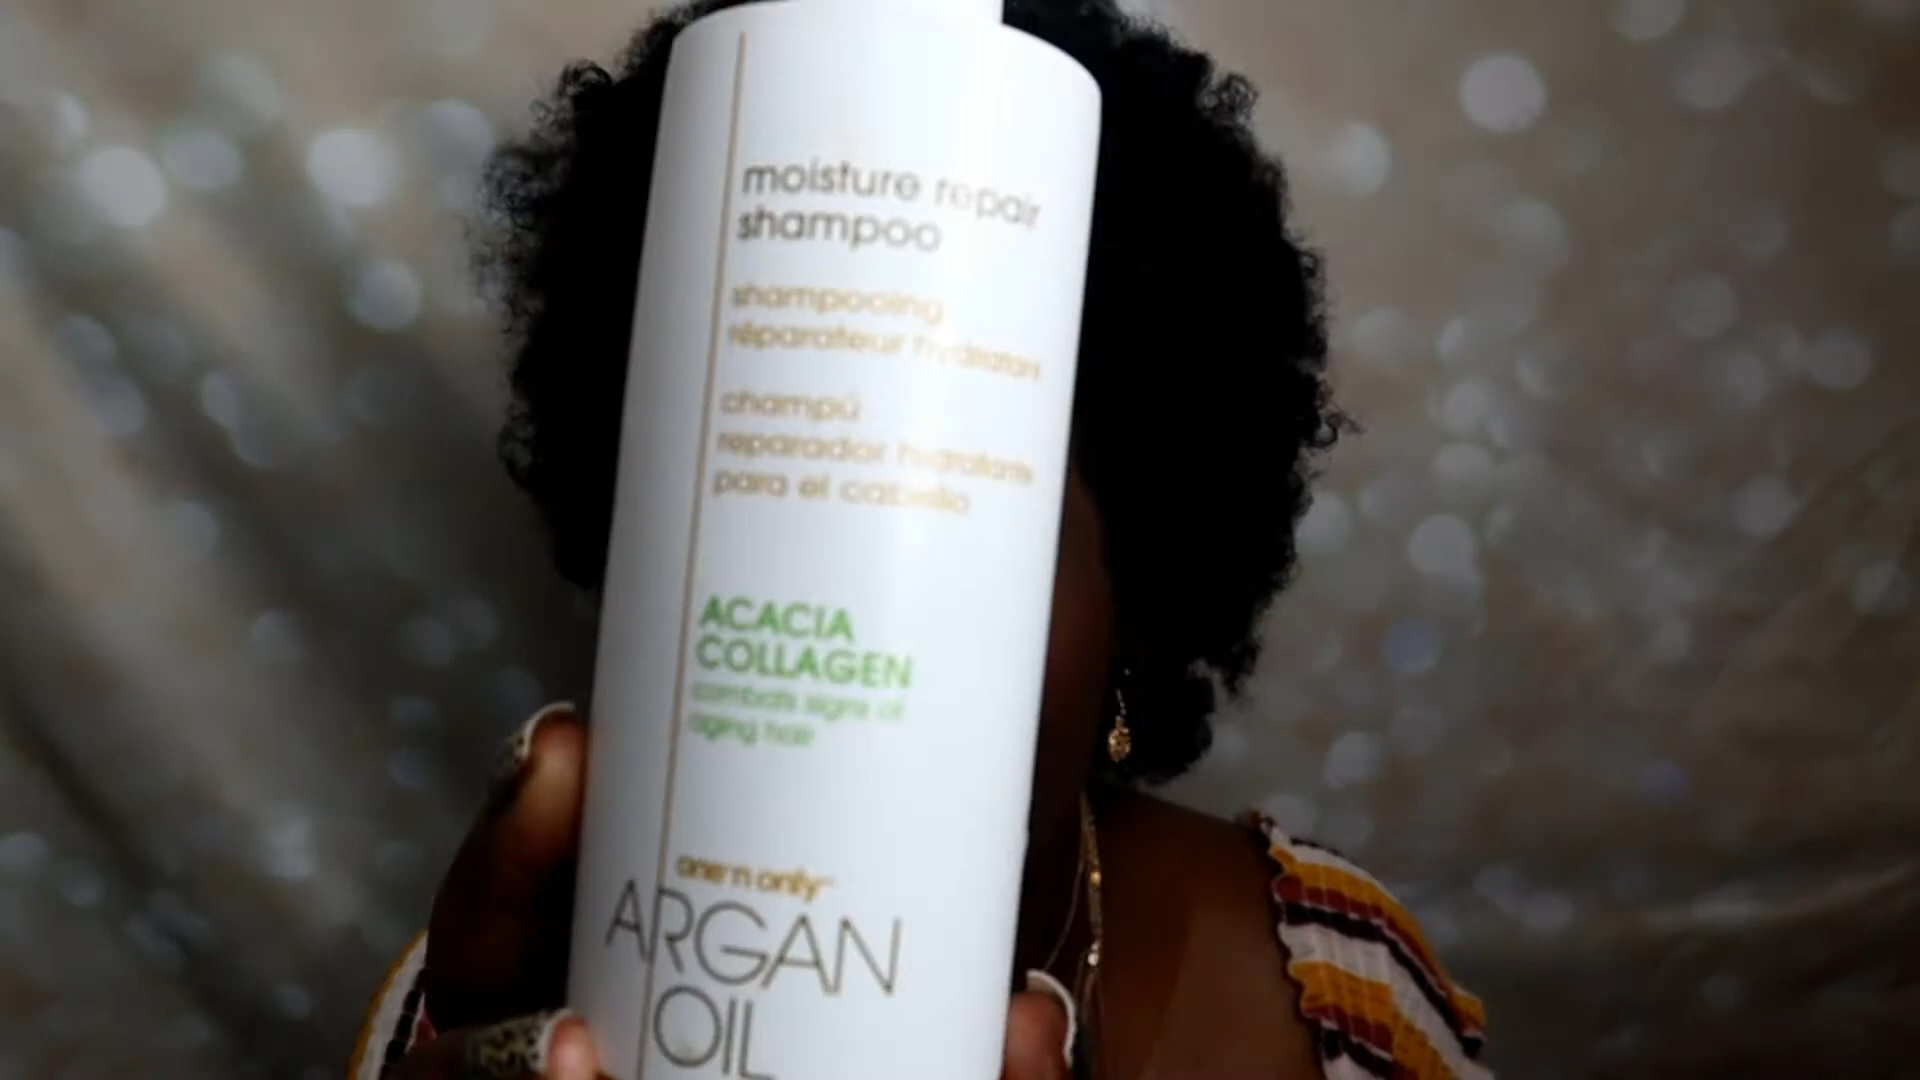 moisture repair
shampoo
shampooing
réparateur hydratant
champú
reparador hidratante
para el cabello
ACACIA
COLLAGEN
combats signs of
aging hair
one 'n only™
ARGAN
OIL